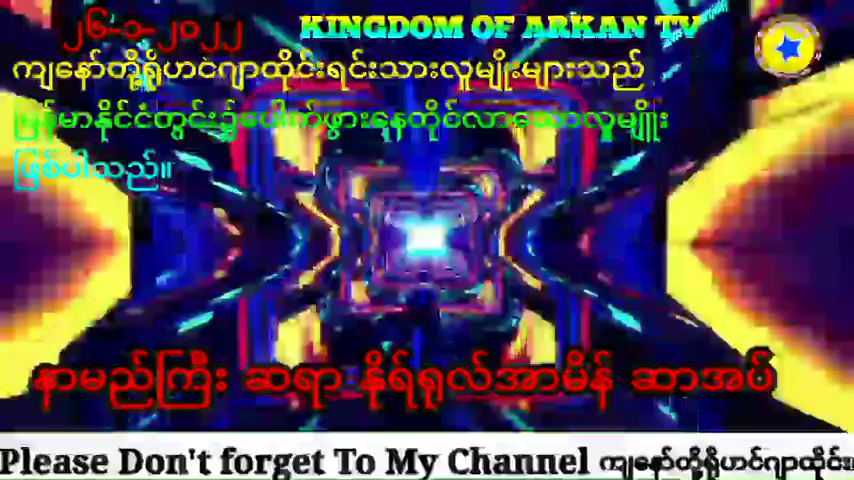 ၂၆-၁-၂၀၂၂ KINGDOM OF ARKAN TV
ကျနော်တို့ရိုဟင်ဂျာထိုင်းရင်းသားလူမျိုးများသည်
မြန်မာနိုင်ငံတွင်း၌ပေါက်ဖွားနေထိုင်လာသောလူမျိုး
ဖြစ်ပါသည်။
နာမည်ကြီး ဆရာ နိုရ်ရုလ်အာမိန် ဆာအပ်
Please Don't forget To My Channel ကျနော်တို့ရိုဟင်ဂျာထိုင်း